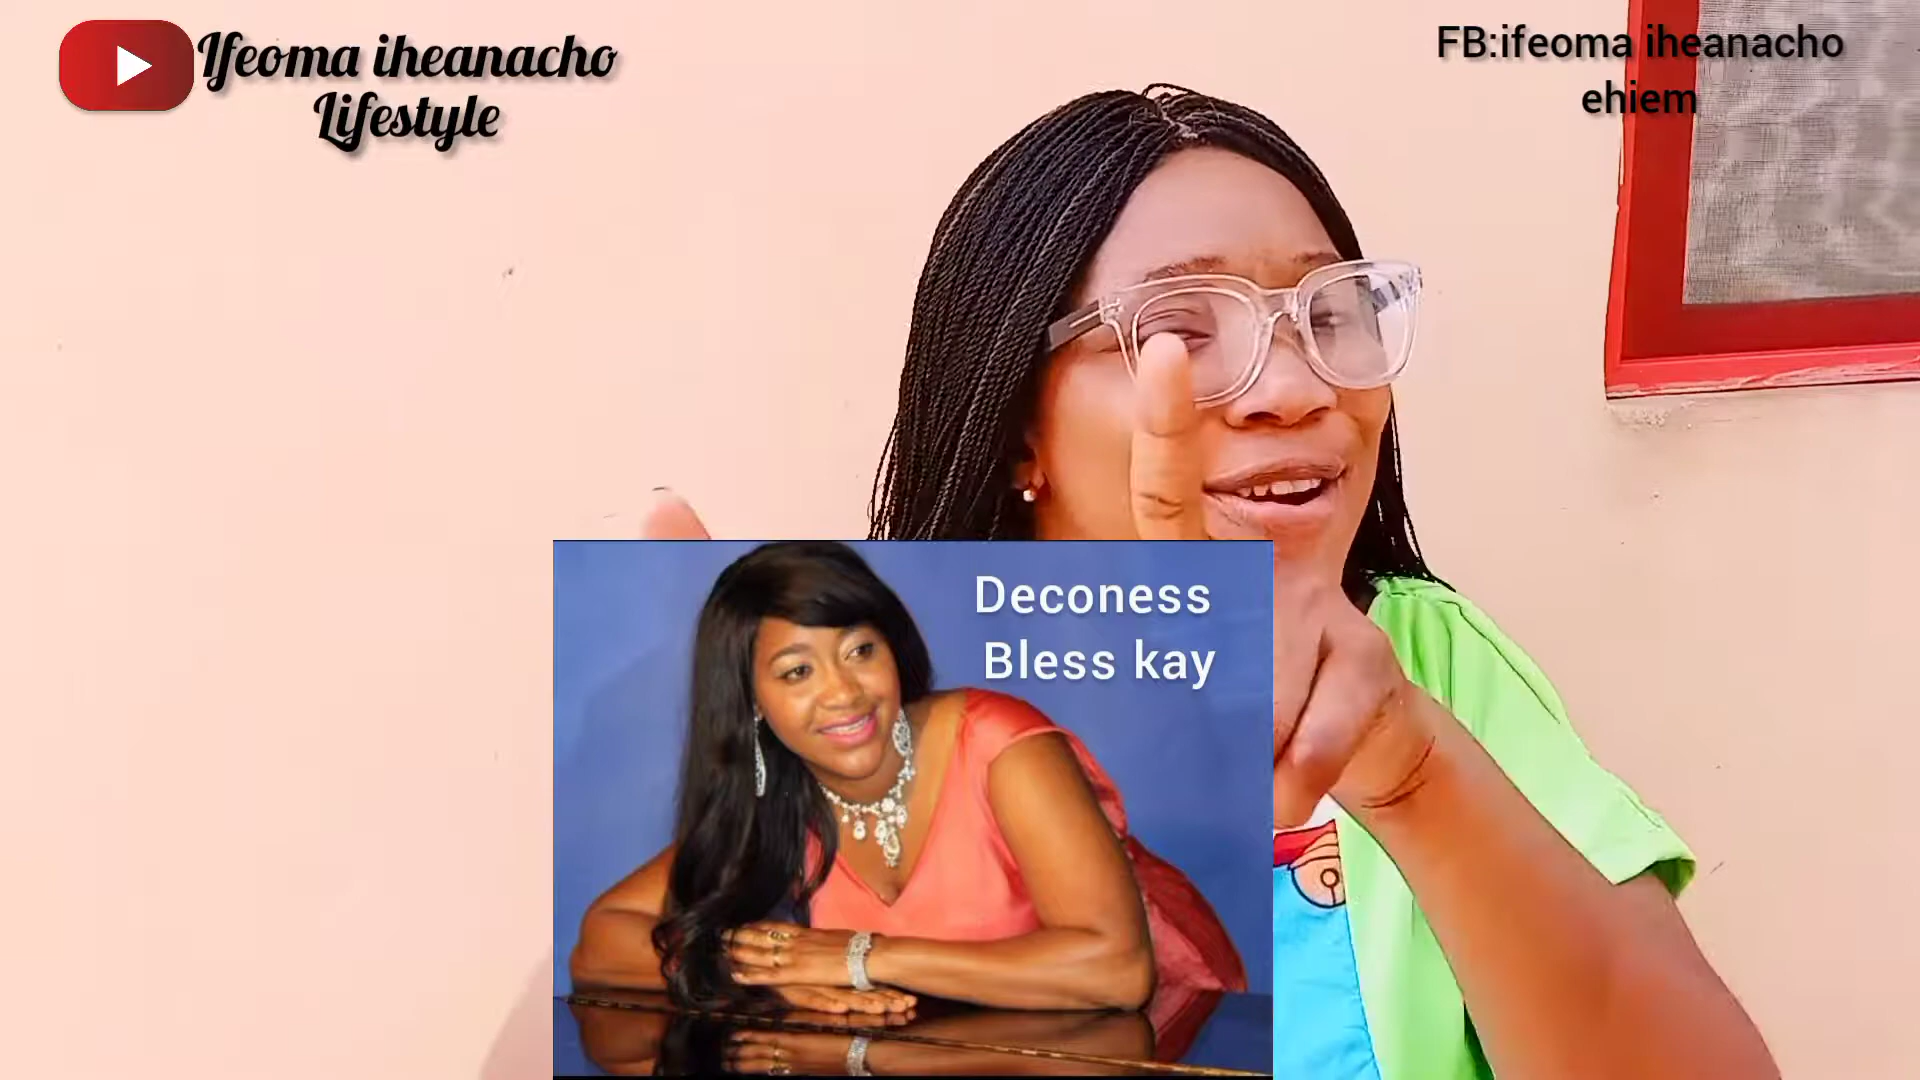 Ifeoma iheanacho
Lifestyle
FB:ifeoma iheanacho
ehiem
Deconess
Bless kay